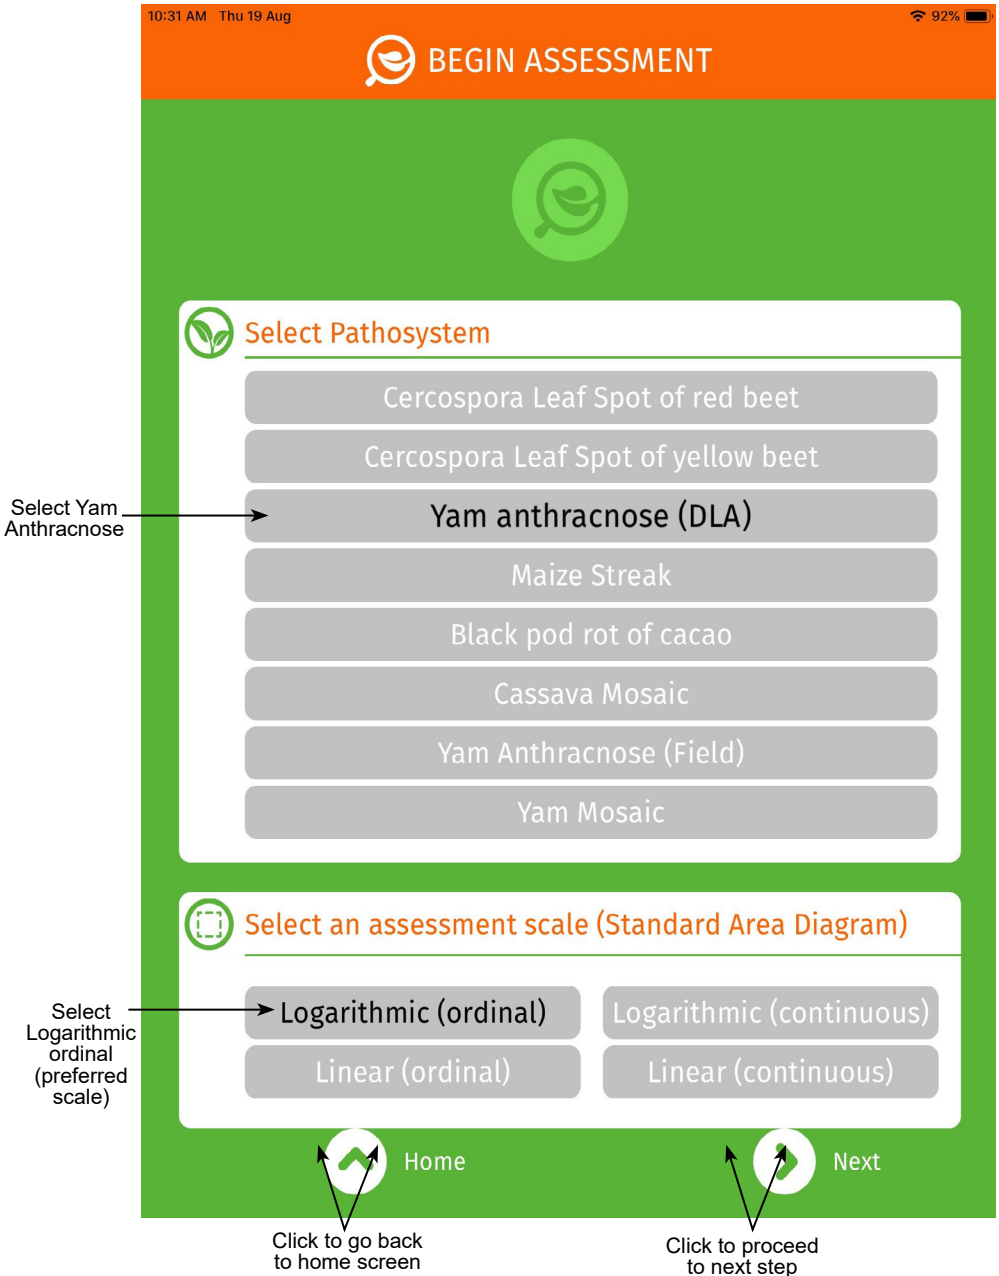 10:31 AM Thu 19 Aug
92%
BEGIN ASSESSMENT
Select Pathosystem
Cercospora Leaf Spot of red beet
Cercospora Leaf Spot of yellow beet
Select Yam
Anthracnose
Yam anthracnose (DLA)
Maize Streak
Black pod rot of cacao
Cassava Mosaic
Yam Anthracnose (Field)
Yam Mosaic
Select an assessment scale (Standard Area Diagram)
Select
Logarithmic
ordinal
(preferred
scale)
Logarithmic (ordinal)
Logarithmic (continuous)
Linear (ordinal)
Linear (continuous)
Home
Next
Click to go back
to home screen
Click to proceed
to next step